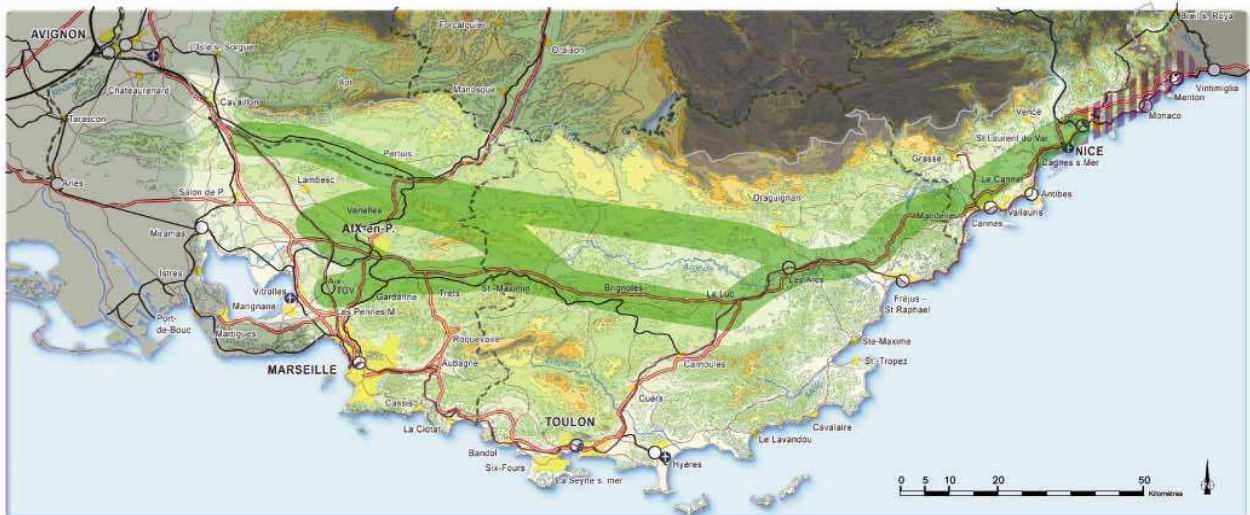 Breil s. Roya
AVIGNON
Forcalquier
L'Isle s. Sorgue
Oraison
Apt
Chateaurenard
Manosque
Vintimiglia
Cavaillon
Menton
Vence
Monaco
Tarascon
St Laurent du Var
NICE
Pertuis
Grasse
Cagnes s.Mer
Lambesc
Le Cannet
Arles
Salon de P.
Draguignan
Antibes
Venelles
Mandelieu
Vallauris
Cannes
AIX-en-P.
Miramas
Istres
Aix-TGV
Les Arcs
Vitrolles
Gardanne
Trets
St-Maximin
Brignoles
Le Luc
Marignane
Fréjus -
St Raphaël
Port-
de-Bouc
Les Pennes M.
Martigues
Roquevaire
Ste-Maxime
MARSEILLE
Aubagne
Carnoules
St. Tropez
Cassis
Cuers
La Ciotat
TOULON
Cavalaire
Bandol
Le Lavandou
Six-Fours
Hyères
La Seyne s. mer
0 5 10 20 30 50
Kilomètres